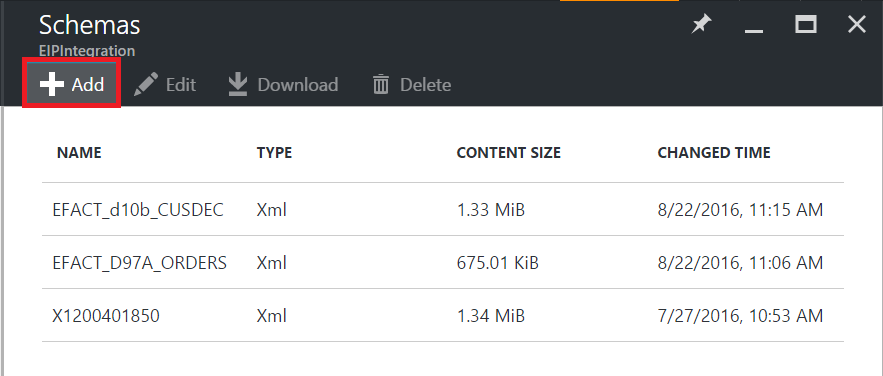 Schemas
EIPIntegration
Add Edit Download Delete
NAME TYPE CONTENT SIZE CHANGED TIME
EFACT_d10b_CUSDEC Xml 1.33 MiB 8/22/2016, 11:15 AM
EFACT_D97A_ORDERS Xml 675.01 KiB 8/22/2016, 11:06 AM
X1200401850 Xml 1.34 MiB 7/27/2016, 10:53 AM